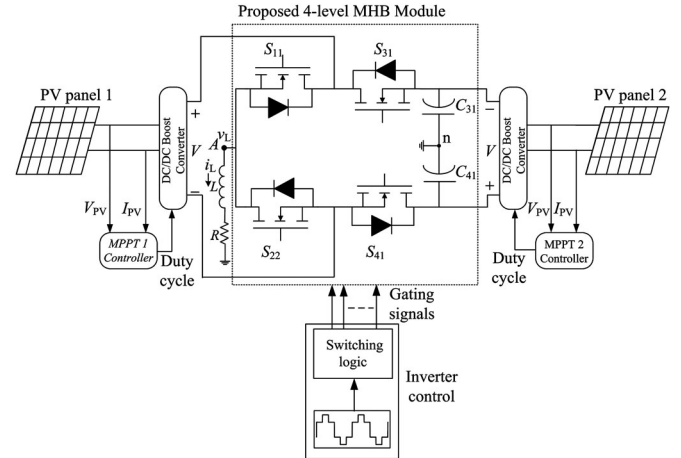 Proposed 4-level MHB Module
S11
S31
PV panel 1
PV panel 2
DC/DC Boost
Converter
+
V
−
A
vL
iL
L
R
C31
n
C41
−
V
+
DC/DC Boost
Converter
VPV
IPV
VPV
IPV
MPPT 1
Controller
Duty
cycle
S22
S41
Duty
cycle
MPPT 2
Controller
Gating
signals
Switching
logic
Inverter
control